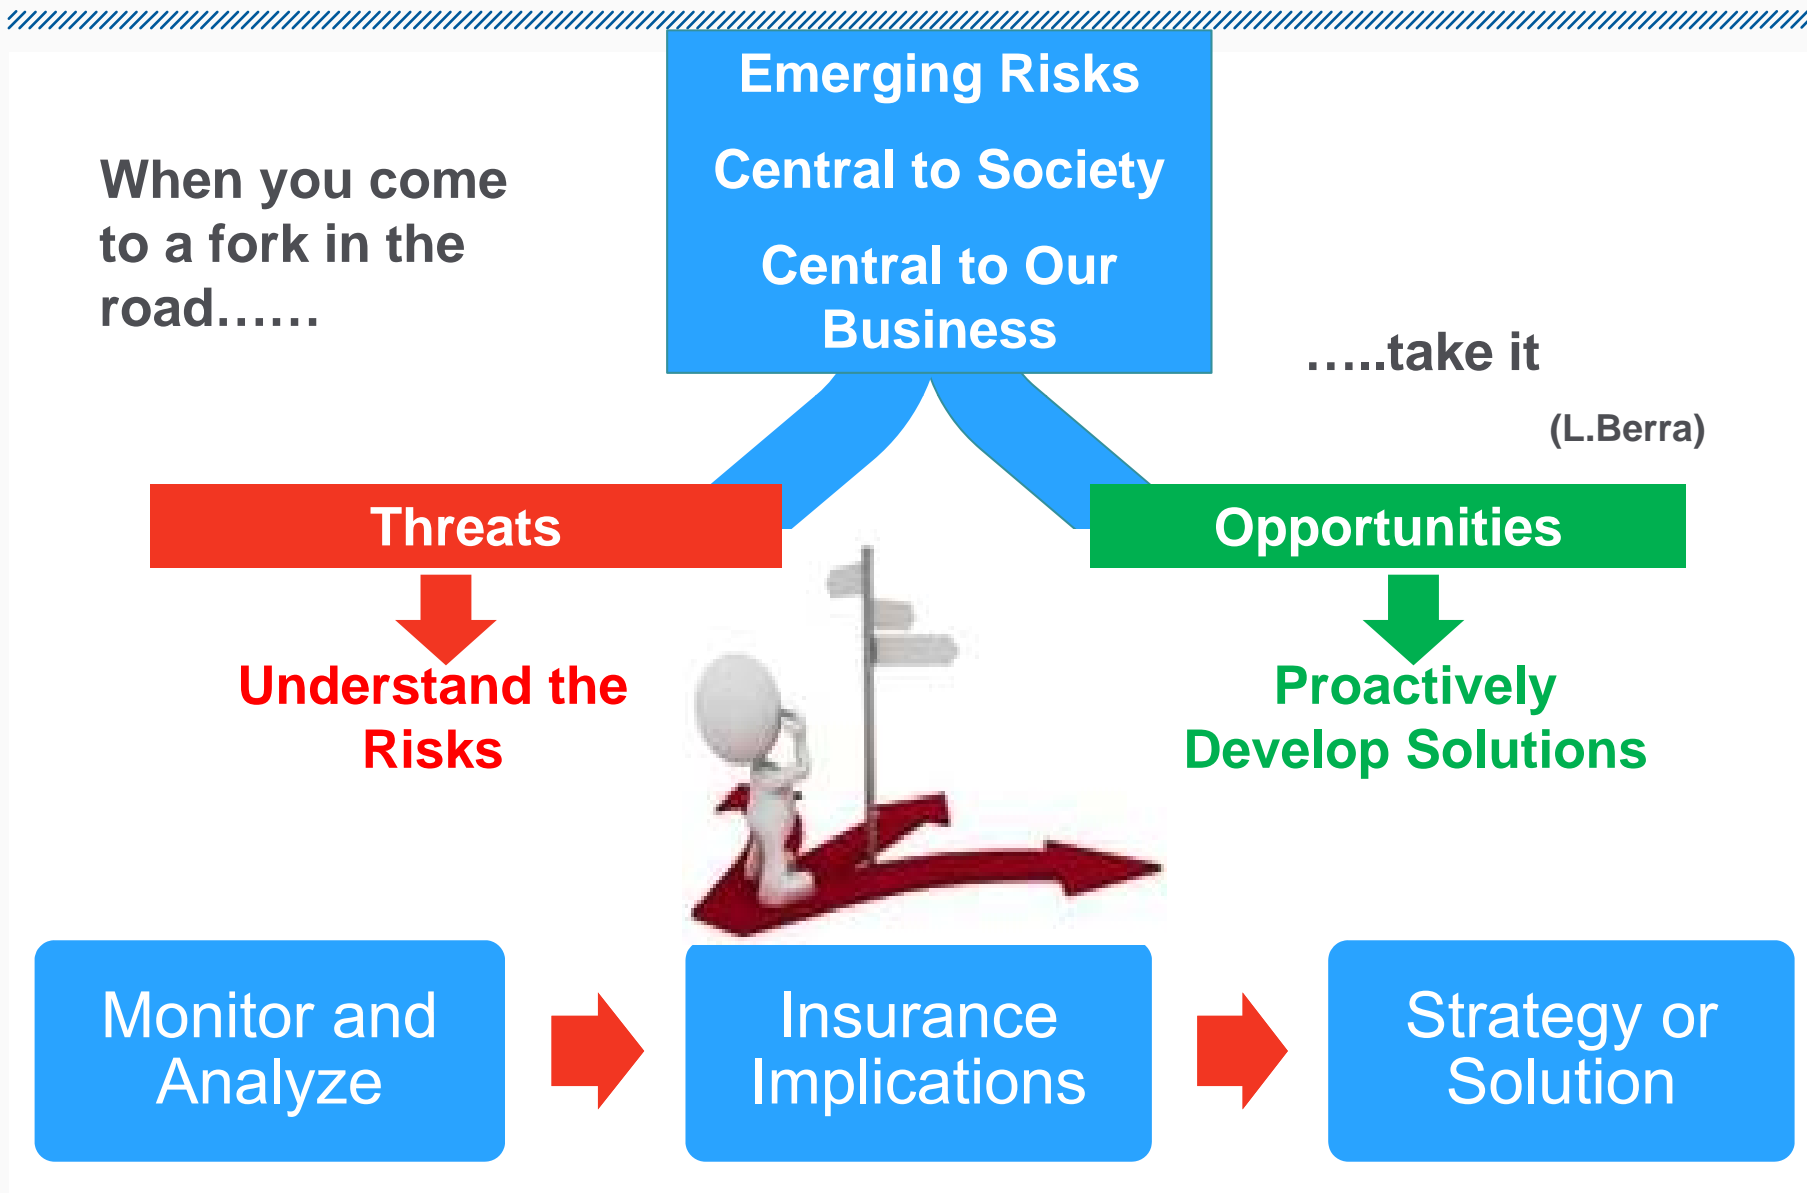 Emerging Risks
Central to Society
Central to Our
Business
When you come
to a fork in the
road……
…..take it
(L.Berra)
Threats
Opportunities
Understand the
Risks
Proactively
Develop Solutions
Monitor and
Analyze
Insurance
Implications
Strategy or
Solution